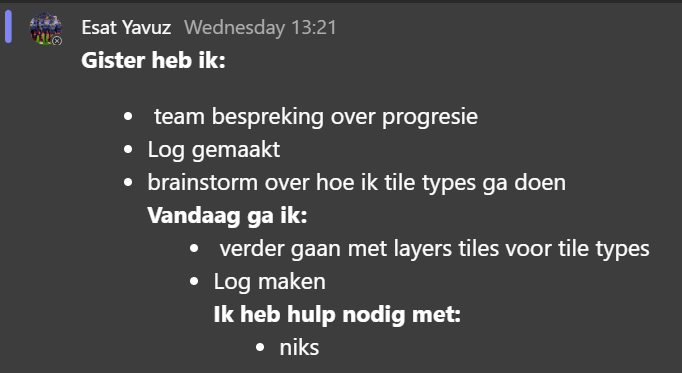 Esat Yavuz Wednesday 13:21
Gister heb ik:
team bespreking over progresie
Log gemaakt
brainstorm over hoe ik tile types ga doen
Vandaag ga ik:
verder gaan met layers tiles voor tile types
Log maken
Ik heb hulp nodig met:
niks